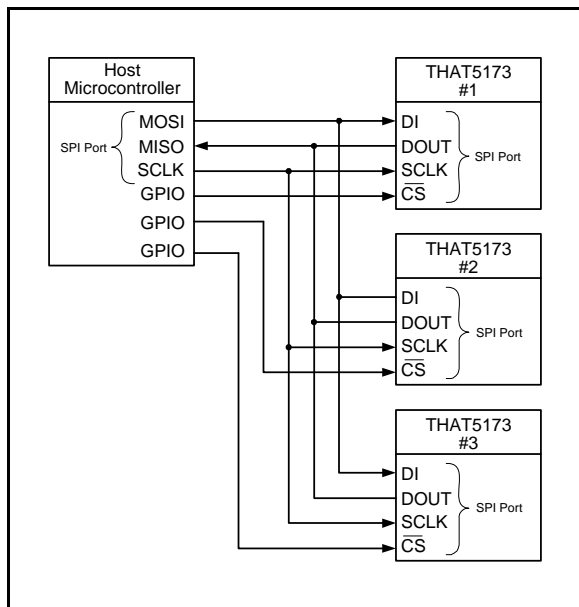 Host
Microcontroller
MOSI
MISO
SCLK
SPI Port
GPIO
GPIO
GPIO
THAT5173
#1
DI
DOUT
SCLK
CS
SPI Port
THAT5173
#2
DI
DOUT
SCLK
CS
SPI Port
THAT5173
#3
DI
DOUT
SCLK
CS
SPI Port